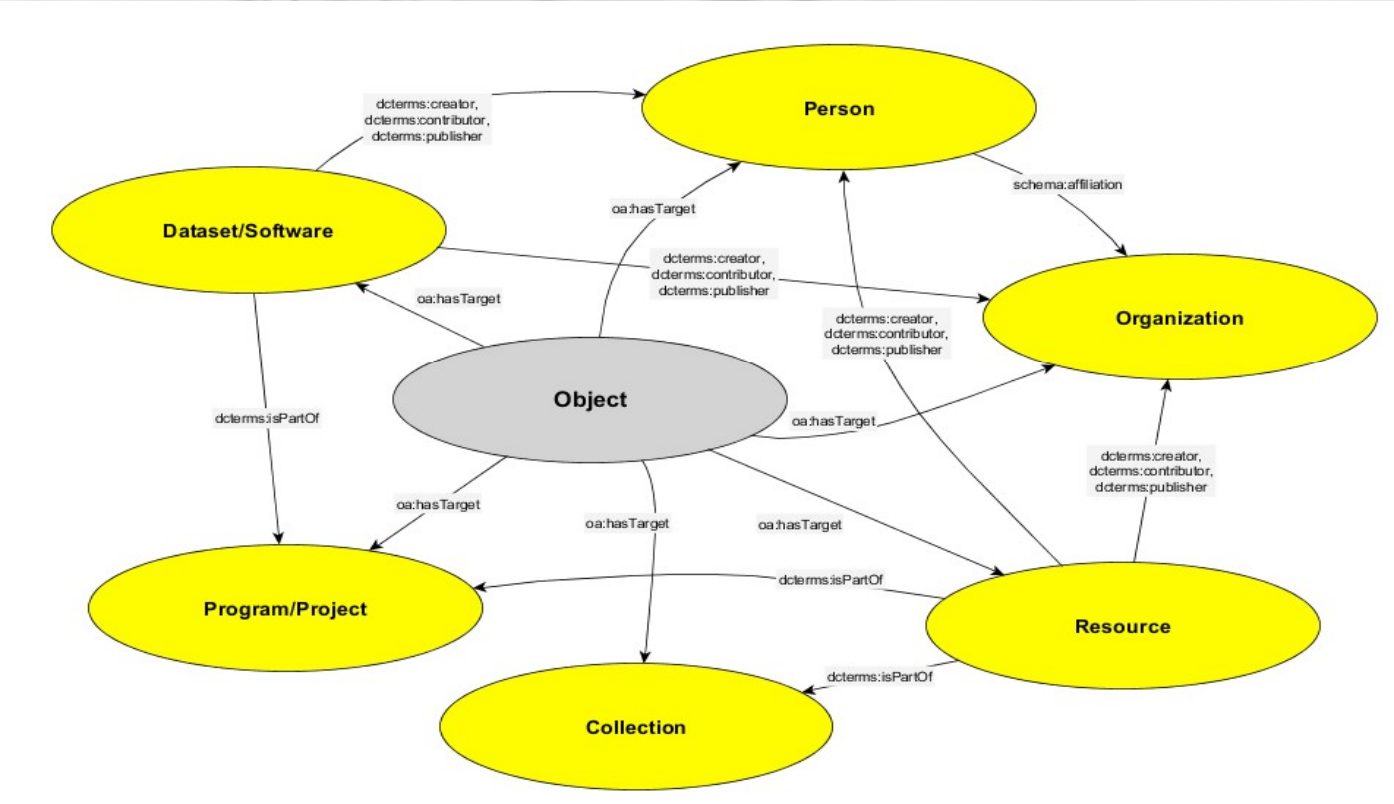 dcterms:creator,
dcterms:contributor,
dcterms:publisher
Person
schema:affiliation
oa:hasTarget
Dataset/Software
dcterms:creator,
dcterms:contributor,
dcterms:publisher
oa:hasTarget
Organization
dcterms:creator,
dcterms:contributor,
dcterms:publisher
Object
dcterms:isPartOf
oa:hasTarget
dcterms:creator,
dcterms:contributor,
dcterms:publisher
oa:hasTarget
oa:hasTarget
oa:hasTarget
dcterms:isPartOf
Program/Project
Resource
dcterms:isPartOf
Collection